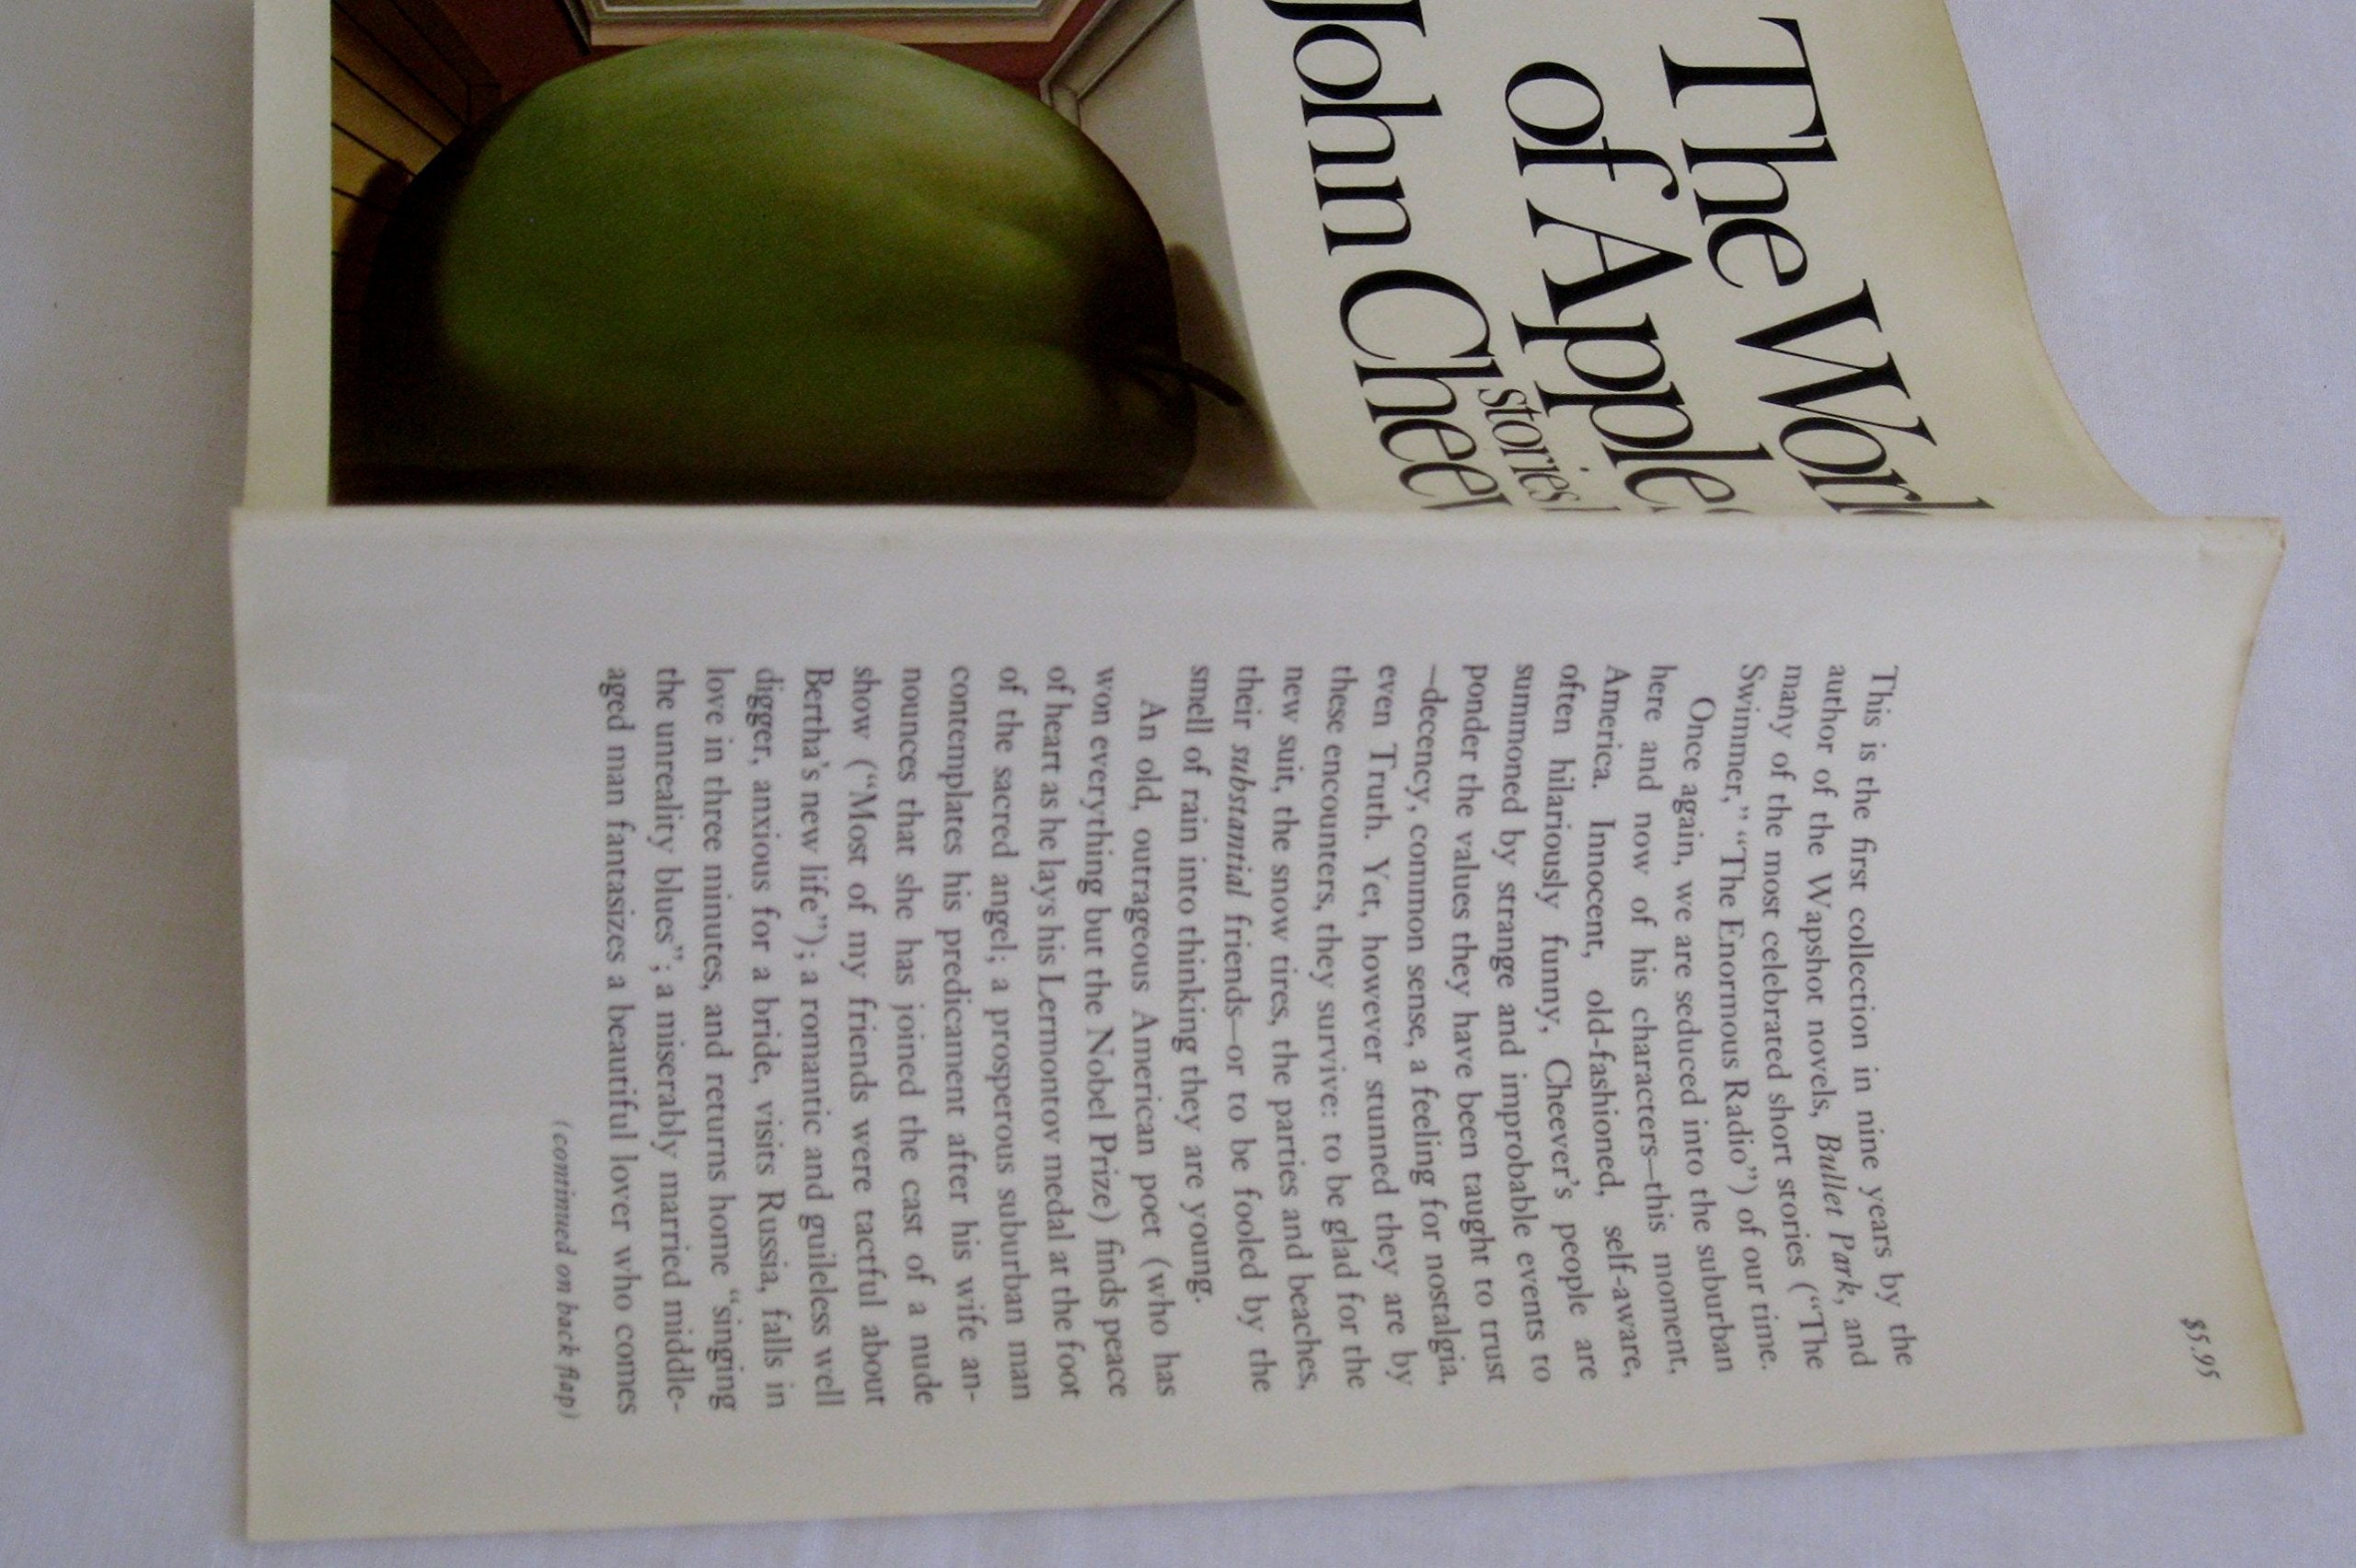 The Worl
of Apples
stories
John Cheev
$5.95
This is the first collection in nine years by the
author of the Wapshot novels, Bullet Park, and
many of the most celebrated short stories (“The
Swimmer,” “The Enormous Radio”) of our time.
Once again, we are seduced into the suburban
here and now of his characters—this moment,
America. Innocent, old-fashioned, self-aware,
often hilariously funny, Cheever’s people are
summoned by strange and improbable events to
ponder the values they have been taught to trust
—decency, common sense, a feeling for nostalgia,
even Truth. Yet, however stunned they are by
these encounters, they survive: to be glad for the
new suit, the snow tires, the parties and beaches,
their substantial friends—or to be fooled by the
smell of rain into thinking they are young.
An old, outrageous American poet (who has
won everything but the Nobel Prize) finds peace
of heart as he lays his Lermontov medal at the foot
of the sacred angel; a prosperous suburban man
contemplates his predicament after his wife an-
nounces that she has joined the cast of a nude
show (“Most of my friends were tactful about
Bertha’s new life”); a romantic and guileless well
digger, anxious for a bride, visits Russia, falls in
love in three minutes, and returns home “singing
the unreality blues”; a miserably married middle-
aged man fantasizes a beautiful lover who comes
(continued on back flap)